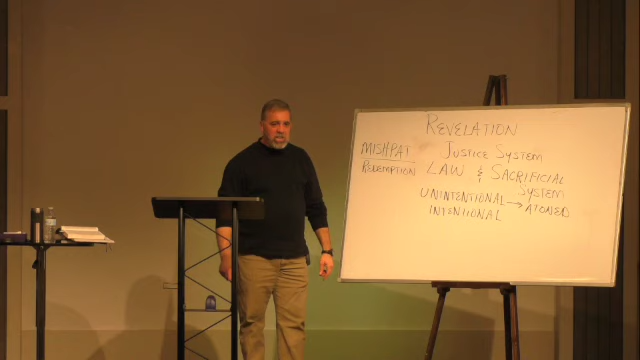 REVELATION
MISHPAT JUSTICE SYSTEM
REDEMPTION LAW & SACRIFICIAL
SYSTEM
UNINTENTIONAL → ATONED
INTENTIONAL